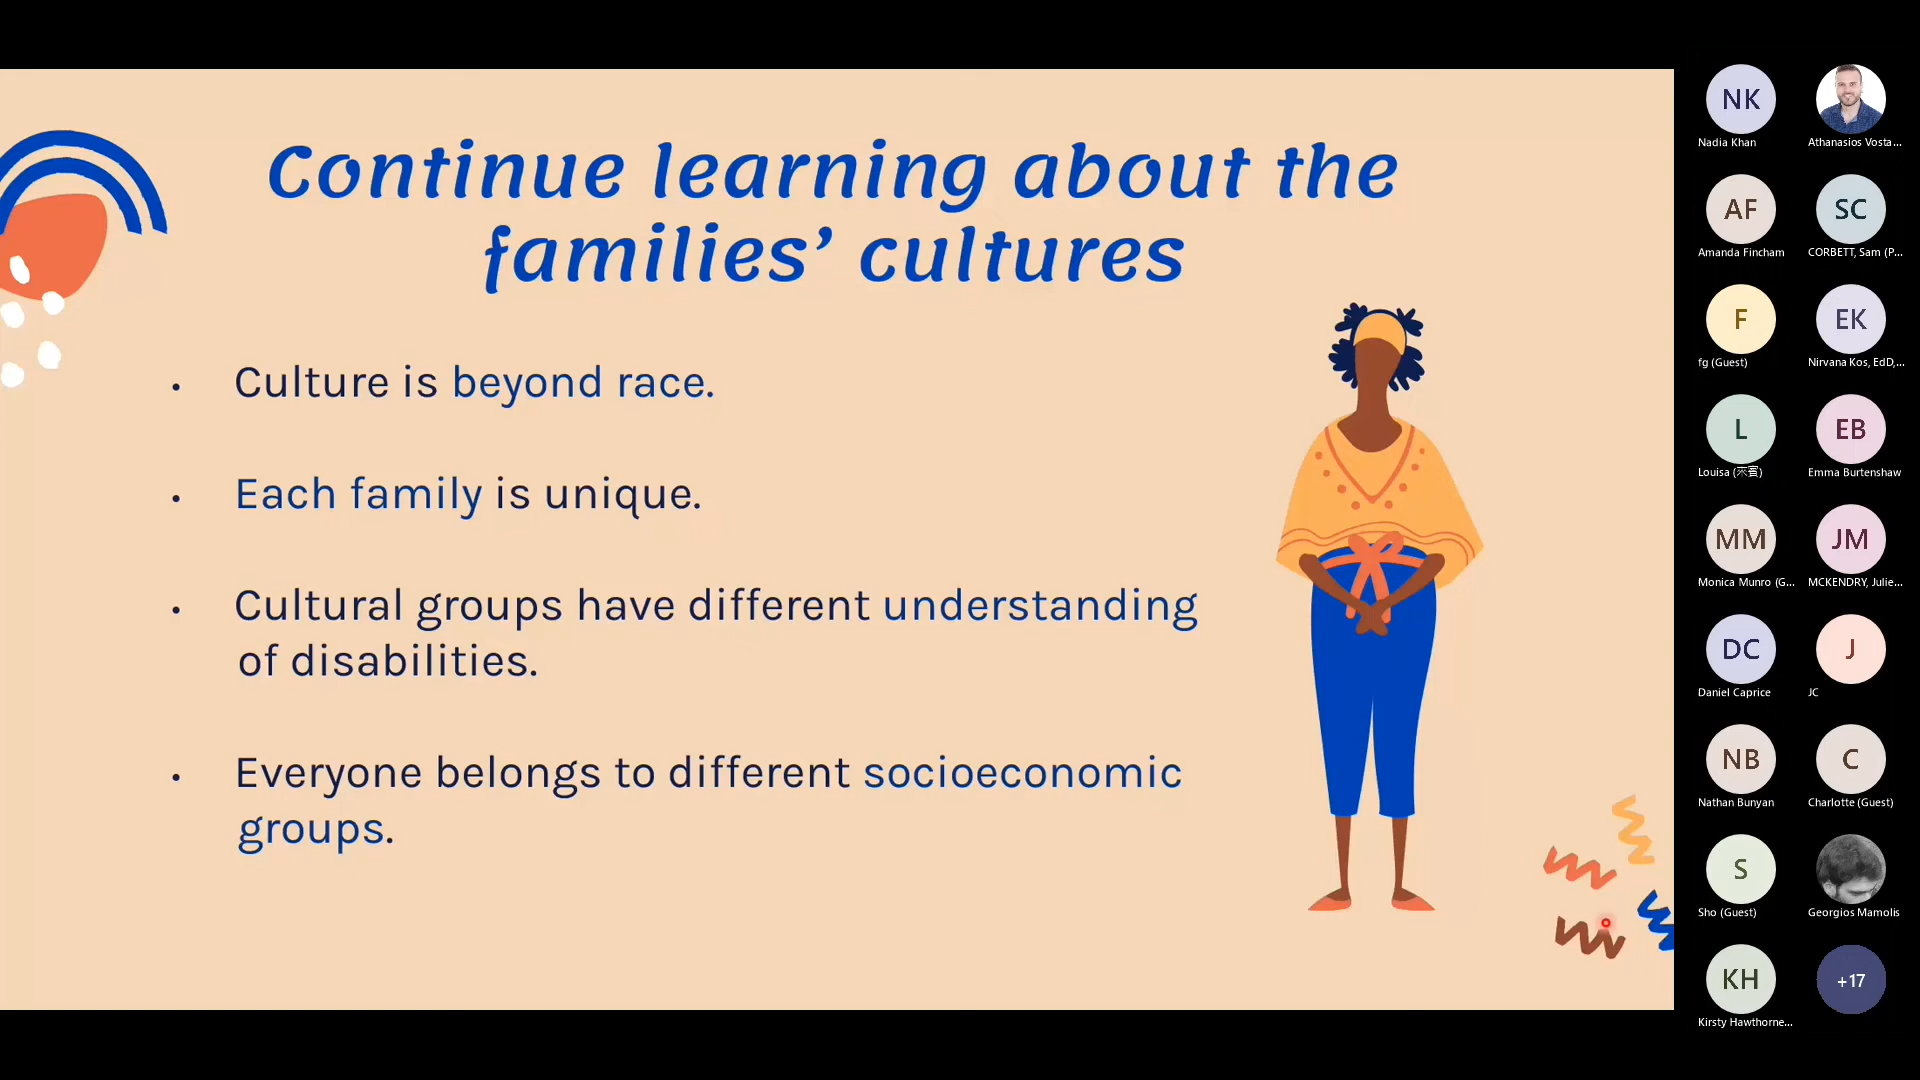 Continue learning about the
families’ cultures
• Culture is beyond race.
• Each family is unique.
• Cultural groups have different understanding
of disabilities.
• Everyone belongs to different socioeconomic
groups.
NK
Nadia Khan
Athanasios Vosta...
AF
Amanda Fincham
SC
CORBETT, Sam (P...
F
fg (Guest)
EK
Nirvana Kos, EdD,...
L
Louisa (來賓)
EB
Emma Burtenshaw
MM
Monica Munro (G...
JM
MCKENDRY, Julie...
DC
Daniel Caprice
J
JC
NB
Nathan Bunyan
C
Charlotte (Guest)
S
Sho (Guest)
Georgios Mamolis
KH
Kirsty Hawthorne...
+17